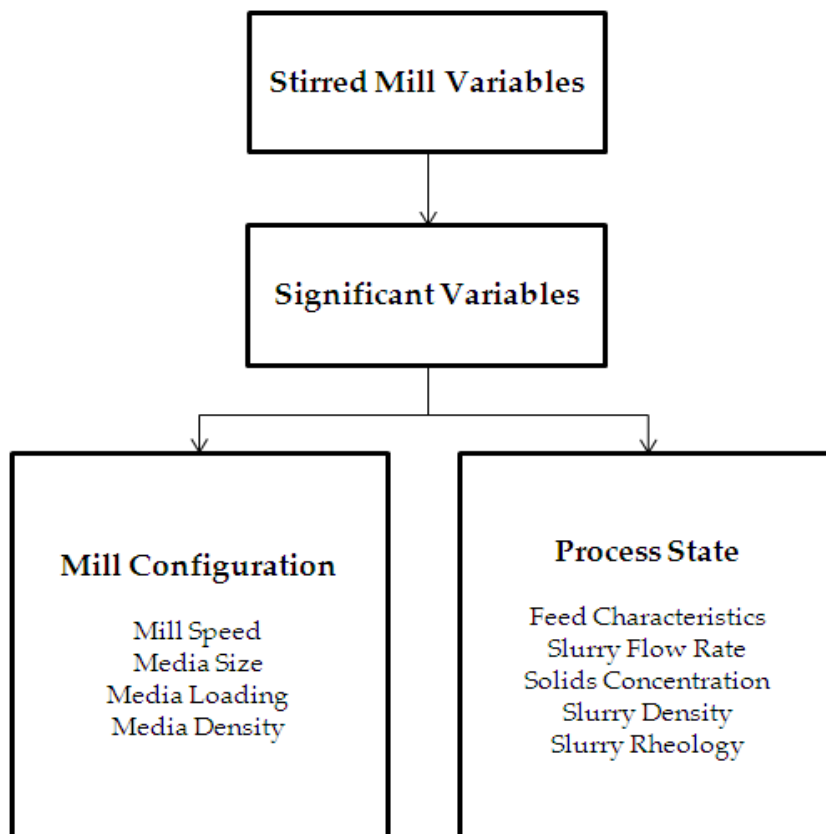 Stirred Mill Variables
Significant Variables
Mill Configuration
Mill Speed
Media Size
Media Loading
Media Density
Process State
Feed Characteristics
Slurry Flow Rate
Solids Concentration
Slurry Density
Slurry Rheology